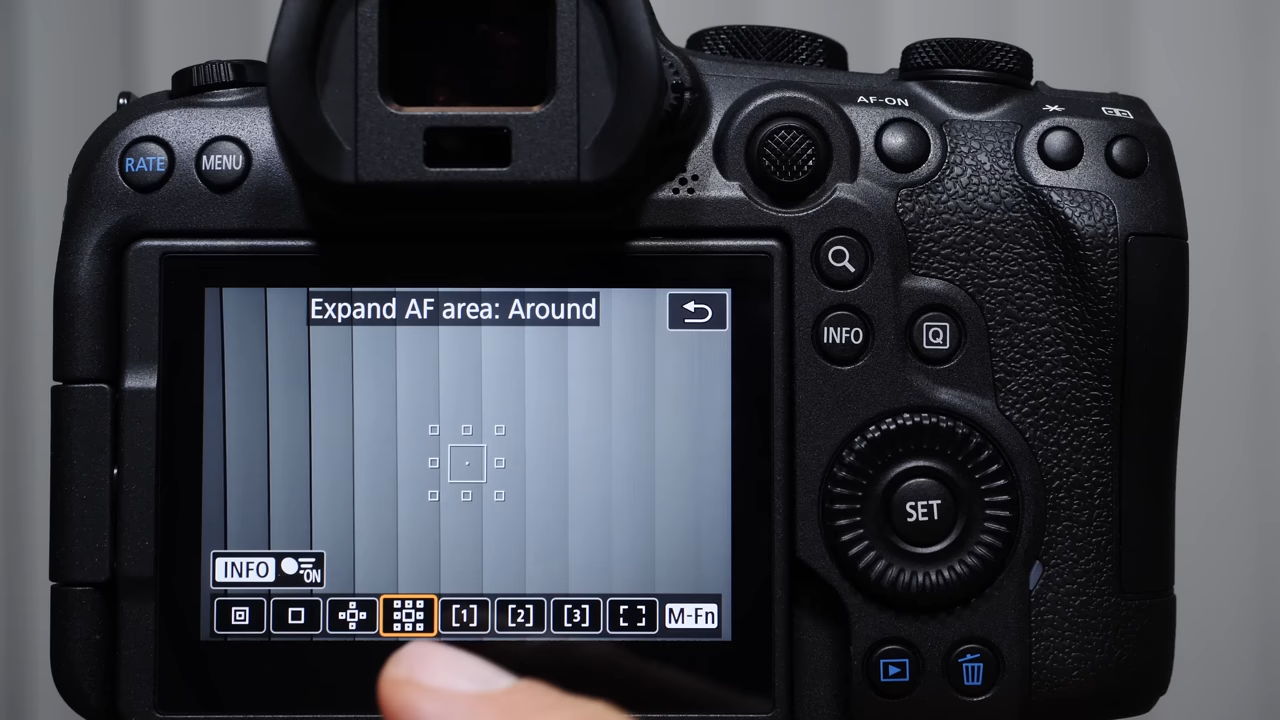 AF-ON
RATE
MENU
INFO
Q
Expand AF area: Around
INFO ON
[1] [2] [3] M-Fn
SET